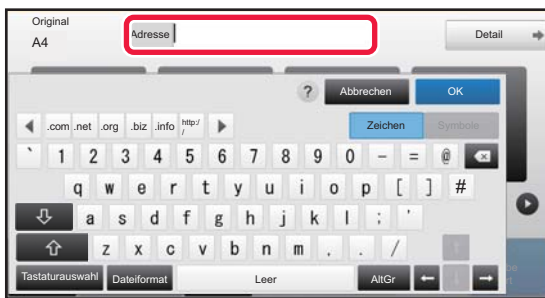 Original
A4
Adresse
Detail
? Abbrechen OK
.com .net .org .biz .info http:/
/
Zeichen Symbole
` 1 2 3 4 5 6 7 8 9 0 - = @
q w e r t y u i o p [ ] #
a s d f g h j k l ; '
z x c v b n m , . /
Tastaturauswahl Dateiformat Leer AltGr